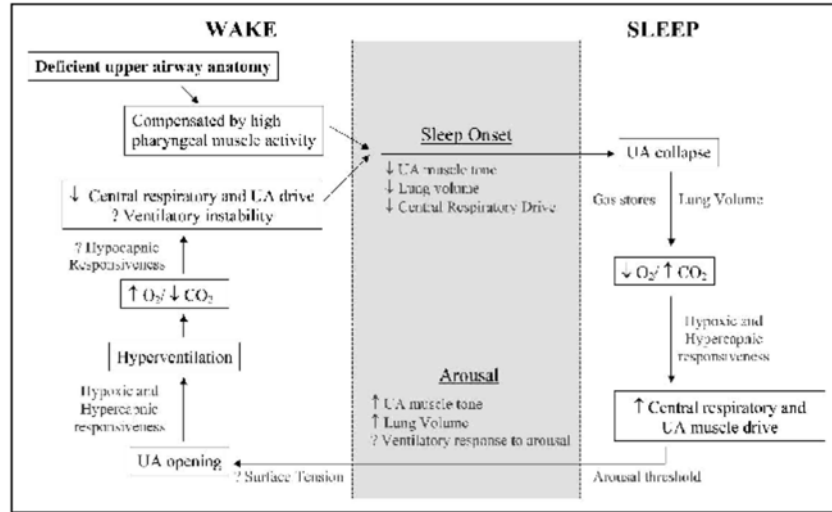 WAKE
SLEEP
Deficient upper airway anatomy
Compensated by high
pharyngeal muscle activity
Sleep Onset
↓ UA muscle tone
↓ Lung volume
↓ Central Respiratory Drive
UA collapse
↓ Central respiratory and UA drive
? Ventilatory instability
Gas stores
Lung Volume
? Hypocapnic
Responsiveness
↓ O₂/ ↑ CO₂
↑ O₂/ ↓ CO₂
Hypoxic and
Hypercapnic
responsiveness
Hyperventilation
Arousal
↑ UA muscle tone
↑ Lung Volume
? Ventilatory response to arousal
Hypoxic and
Hypercapnic
responsiveness
↑ Central respiratory and
UA muscle drive
UA opening
? Surface Tension
Arousal threshold